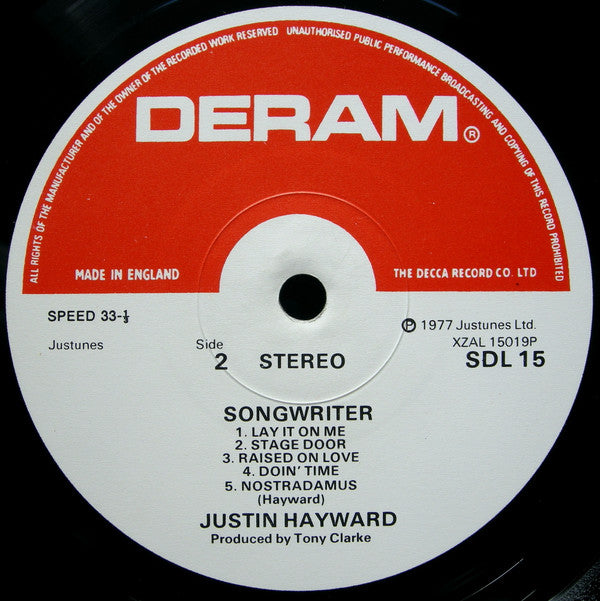 ALL RIGHTS OF THE MANUFACTURER AND OF THE OWNER OF THE RECORDED WORK RESERVED UNAUTHORISED PUBLIC PERFORMANCE BROADCASTING AND COPYING OF THIS RECORD PROHIBITED
DERAM®
MADE IN ENGLAND
THE DECCA RECORD CO. LTD
SPEED 33-⅓
℗ 1977 Justunes Ltd.
Justunes
Side
2
STEREO
XZAL 15019P
SDL 15
SONGWRITER
1. LAY IT ON ME
2. STAGE DOOR
3. RAISED ON LOVE
4. DOIN' TIME
5. NOSTRADAMUS
(Hayward)
JUSTIN HAYWARD
Produced by Tony Clarke